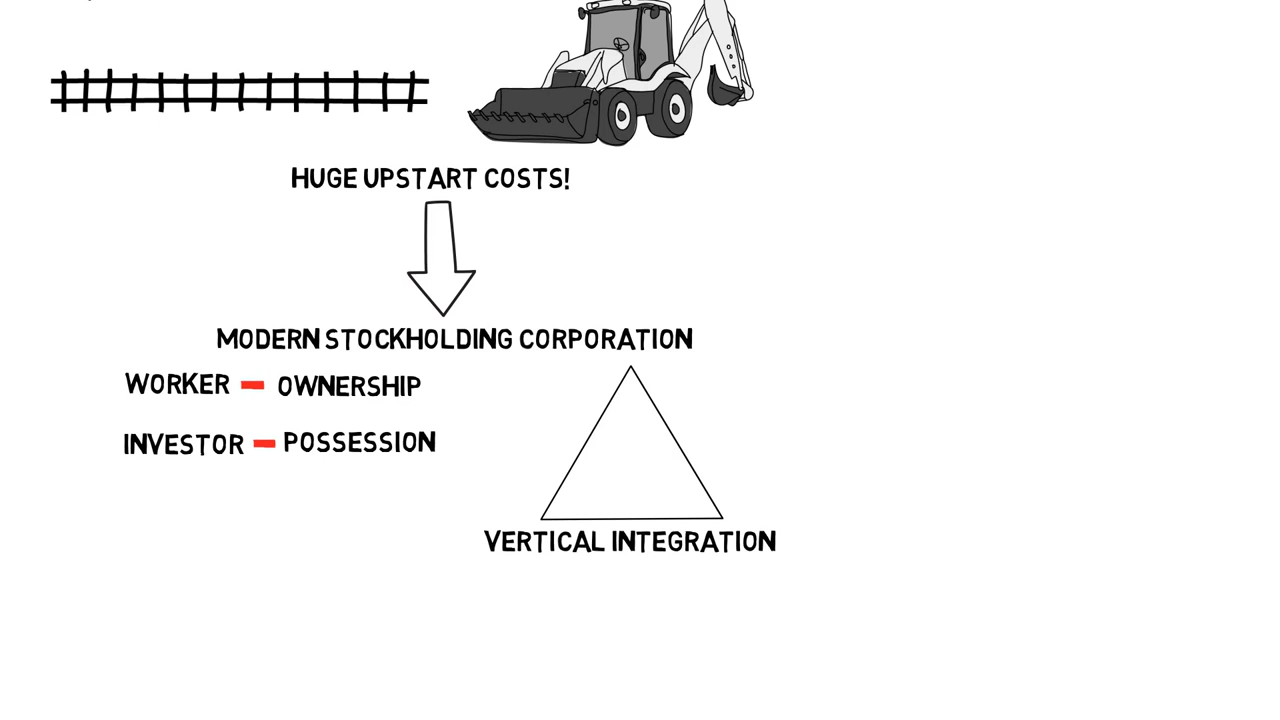 HUGE UPSTART COSTS!
MODERN STOCKHOLDING CORPORATION
WORKER - OWNERSHIP
INVESTOR - POSSESSION
VERTICAL INTEGRATION